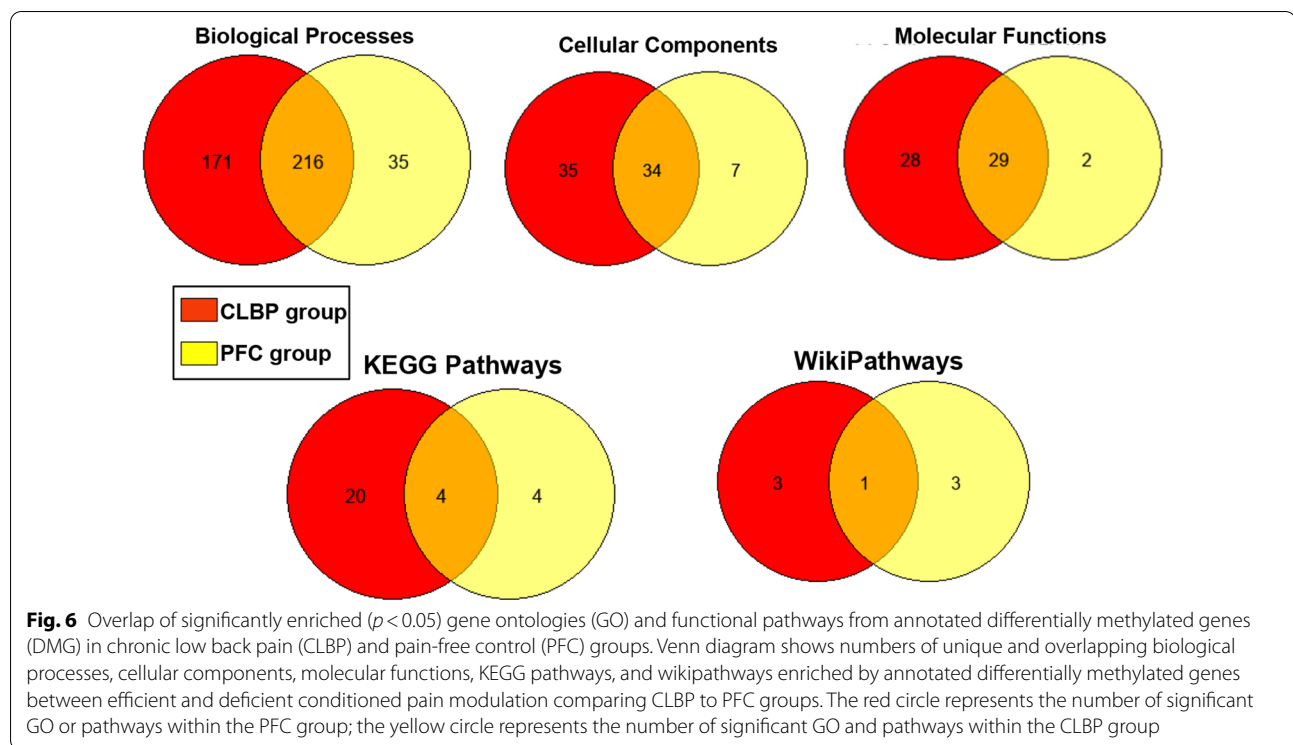 Biological Processes
Cellular Components
Molecular Functions
171
216
35
35
34
7
28
29
2
CLBP group
PFC group
KEGG Pathways
WikiPathways
20
4
4
3
1
3
Fig. 6 Overlap of significantly enriched (p < 0.05) gene ontologies (GO) and functional pathways from annotated differentially methylated genes
(DMG) in chronic low back pain (CLBP) and pain-free control (PFC) groups. Venn diagram shows numbers of unique and overlapping biological
processes, cellular components, molecular functions, KEGG pathways, and wikipathways enriched by annotated differentially methylated genes
between efficient and deficient conditioned pain modulation comparing CLBP to PFC groups. The red circle represents the number of significant
GO or pathways within the PFC group; the yellow circle represents the number of significant GO and pathways within the CLBP group